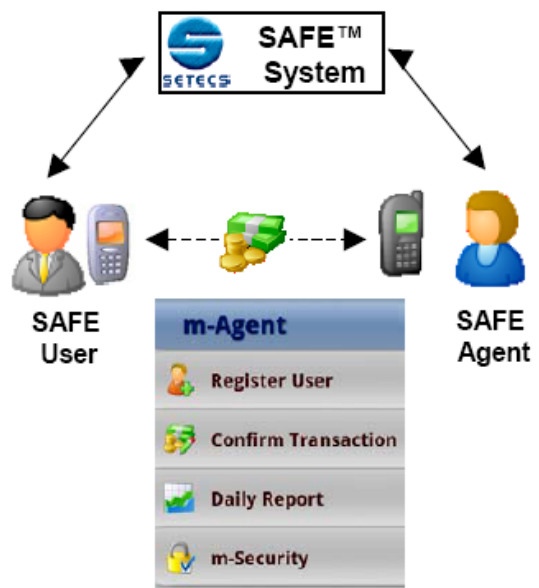 SETECS
SAFE™
System
SAFE
User
SAFE
Agent
m-Agent
Register User
Confirm Transaction
Daily Report
m-Security